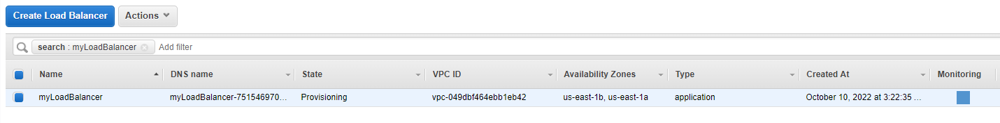 Create Load Balancer Actions
search : myLoadBalancer Add filter
Name DNS name State VPC ID Availability Zones Type Created At Monitoring
myLoadBalancer myLoadBalancer-751546970... Provisioning vpc-049dbf464ebb1eb42 us-east-1b, us-east-1a application October 10, 2022 at 3:22:35 ...